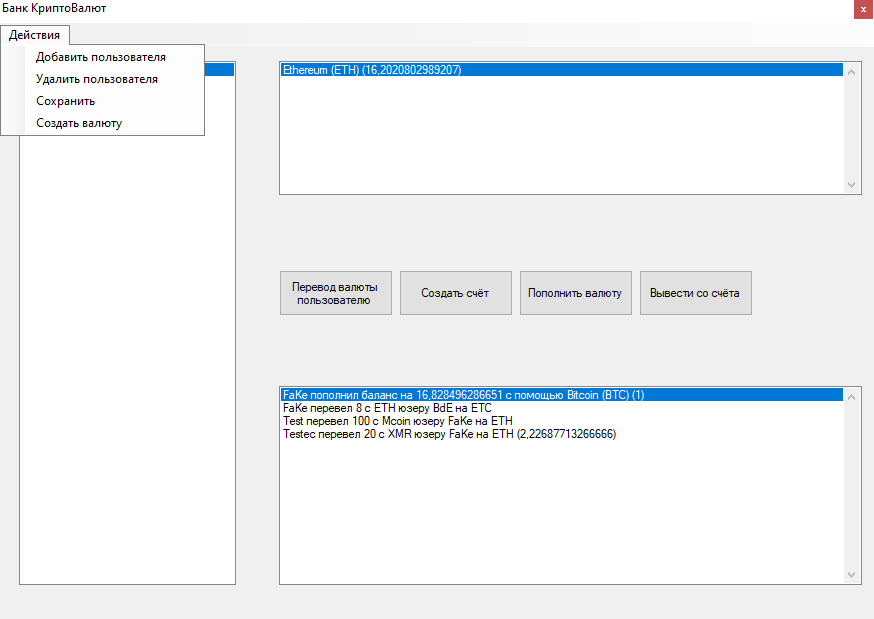 Банк КриптоВалют
x
Действия
Добавить пользователя
Удалить пользователя
Сохранить
Создать валюту
Ethereum (ETH) (16,2020802989207)
Перевод валюты
пользователю
Создать счёт
Пополнить валюту
Вывести со счёта
FaKe пополнил баланс на 16,828496286651 с помощью Bitcoin (BTC) (1)
FaKe перевел 8 с ETH юзеру BdE на ETC
Test перевел 100 с Mcoin юзеру FaKe на ETH
Testec перевел 20 с XMR юзеру FaKe на ETH (2,22687713266666)